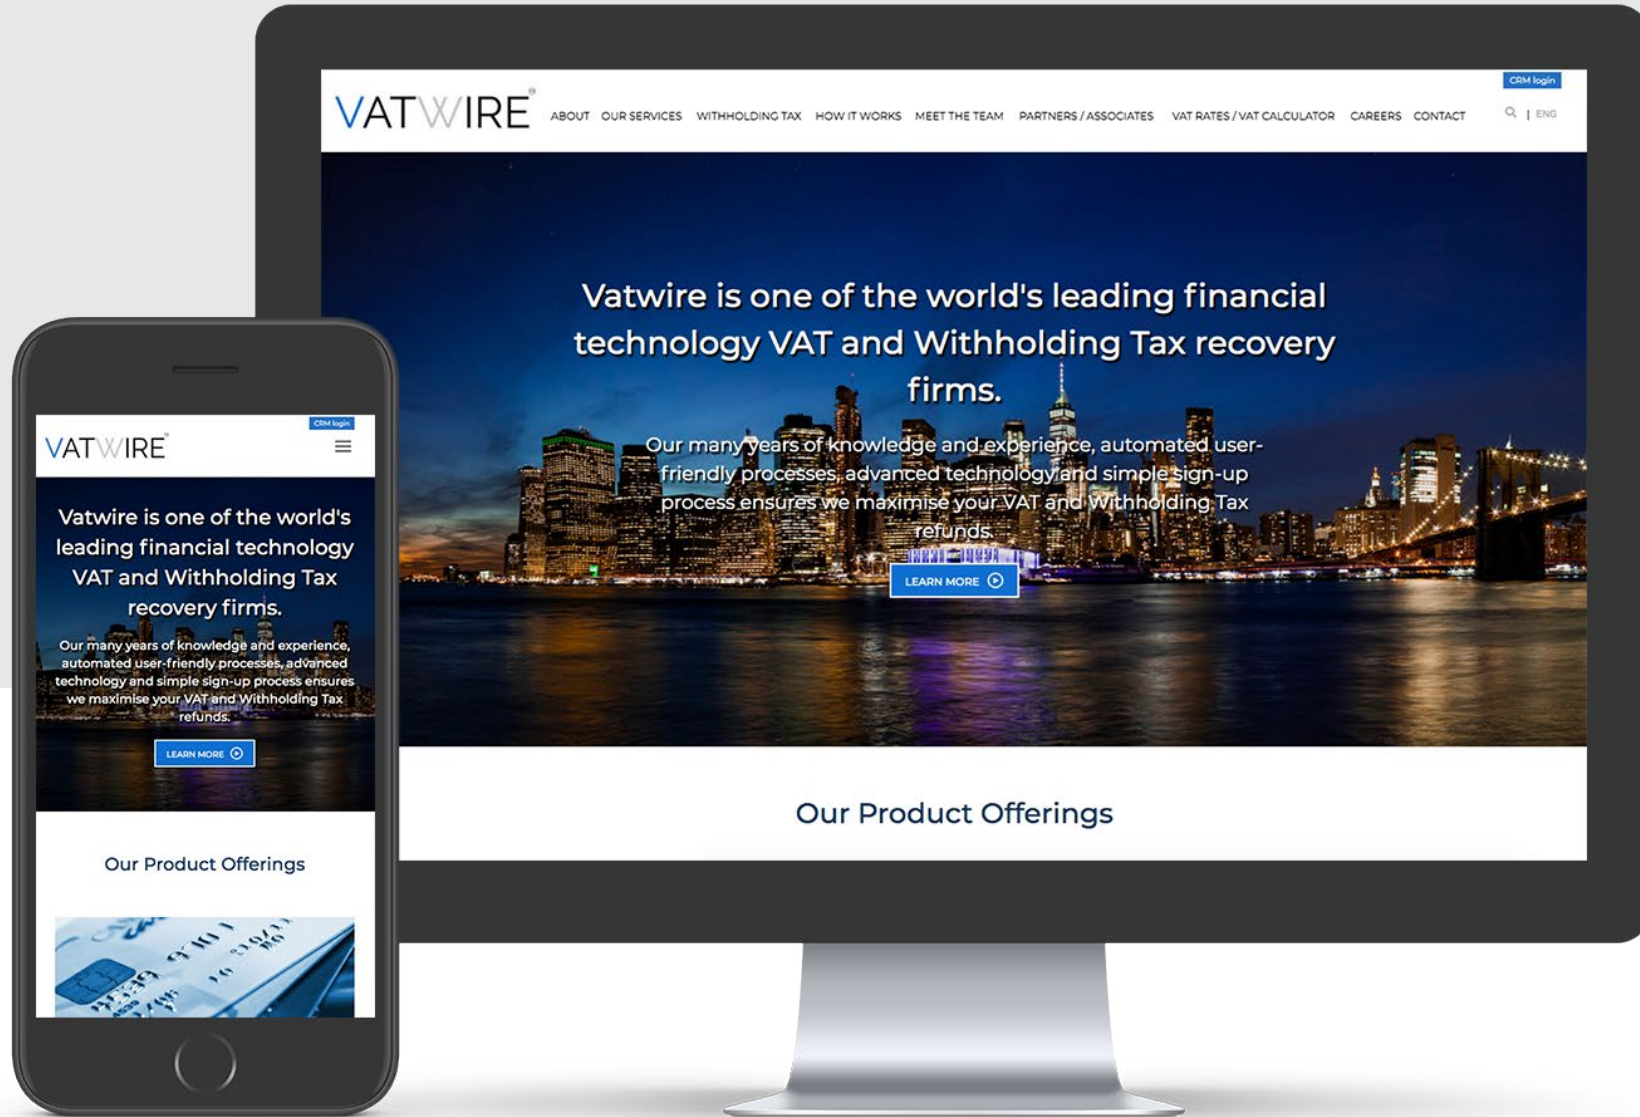 CRM login
VATWIRE
ABOUT OUR SERVICES WITHHOLDING TAX HOW IT WORKS MEET THE TEAM PARTNERS / ASSOCIATES VAT RATES / VAT CALCULATOR CAREERS CONTACT | ENG
Vatwire is one of the world's leading financial
technology VAT and Withholding Tax recovery
firms.
Our many years of knowledge and experience, automated user-
friendly processes, advanced technology and simple sign-up
process ensures we maximise your VAT and Withholding Tax
refunds.
LEARN MORE
Our Product Offerings
CRM login
VATWIRE
Vatwire is one of the world's
leading financial technology
VAT and Withholding Tax
recovery firms.
Our many years of knowledge and experience,
automated user-friendly processes, advanced
technology and simple sign-up process ensures
we maximise your VAT and Withholding Tax
refunds.
LEARN MORE
Our Product Offerings